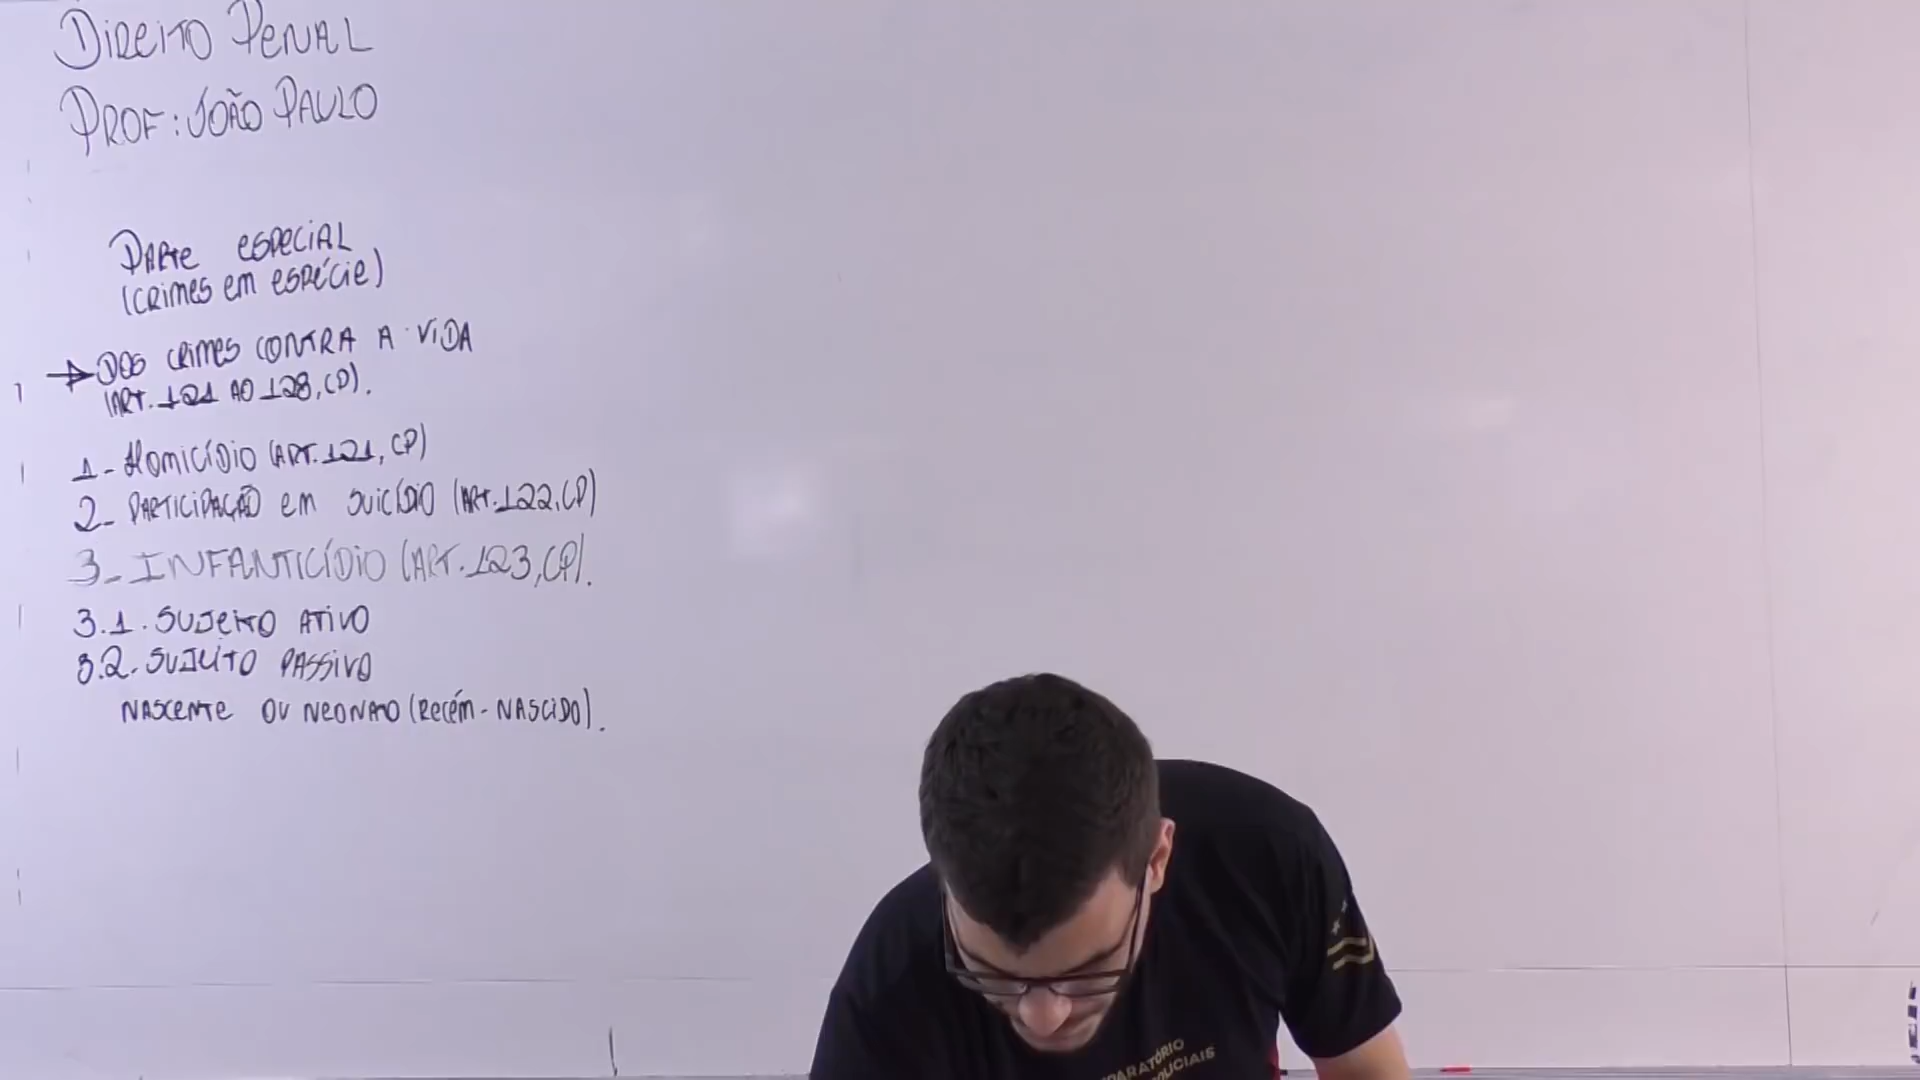 DIREITO PENAL
PROF: JOÃO PAULO
PARTE ESPECIAL
(CRIMES EM ESPÉCIE)
DOS CRIMES CONTRA A VIDA
(ART. 121 AO 128, CP).
1- HOMICÍDIO (ART. 121, CP)
2- PARTICIPAÇÃO EM SUICÍDIO (ART. 122, CP)
3- INFANTICÍDIO (ART. 123, CP).
3.1. SUJEITO ATIVO
3.2. SUJEITO PASSIVO
NASCENTE OU NEONATO (RECÉM-NASCIDO).